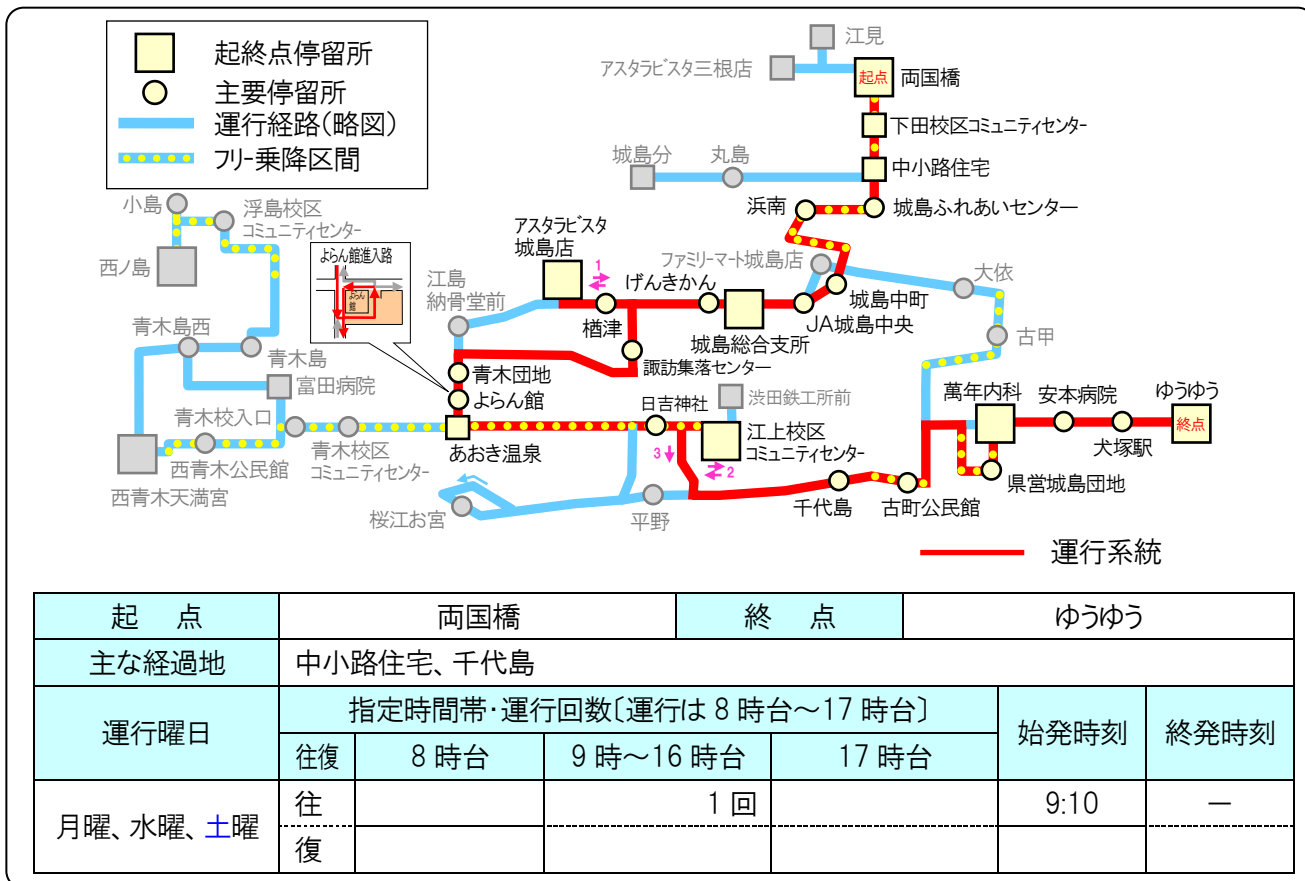 起終点停留所
主要停留所
運行経路(略図)
フリー乗降区間
江見
アスタラビスタ三根店
起点
両国橋
下田校区コミュニティセンター
城島分
丸島
中小路住宅
浜南
城島ふれあいセンター
小島
浮島校区
コミュニティセンター
西ノ島
よらん館進入路
よらん
館
アスタラビスタ
城島店
1
ファミリーマート城島店
大依
江島
納骨堂前
げんきかん
城島中町
JA城島中央
楢津
城島総合支所
古甲
青木島西
青木島
諏訪集落センター
青木団地
富田病院
よらん館
日吉神社
渋田鉄工所前
萬年内科
安本病院
ゆうゆう
終点
青木校入口
犬塚駅
あおき温泉
江上校区
コミュニティセンター
青木校区
コミュニティセンター
3
2
西青木公民館
西青木天満宮
県営城島団地
桜江お宮
平野
千代島
古町公民館
運行系統
起 点 両国橋 終 点 ゆうゆう
主な経過地 中小路住宅、千代島
運行曜日 指定時間帯・運行回数〔運行は 8 時台～17 時台〕 始発時刻 終発時刻
往復 8 時台 9 時～16 時台 17 時台
月曜、水曜、土曜 往 1 回 9:10 －
復